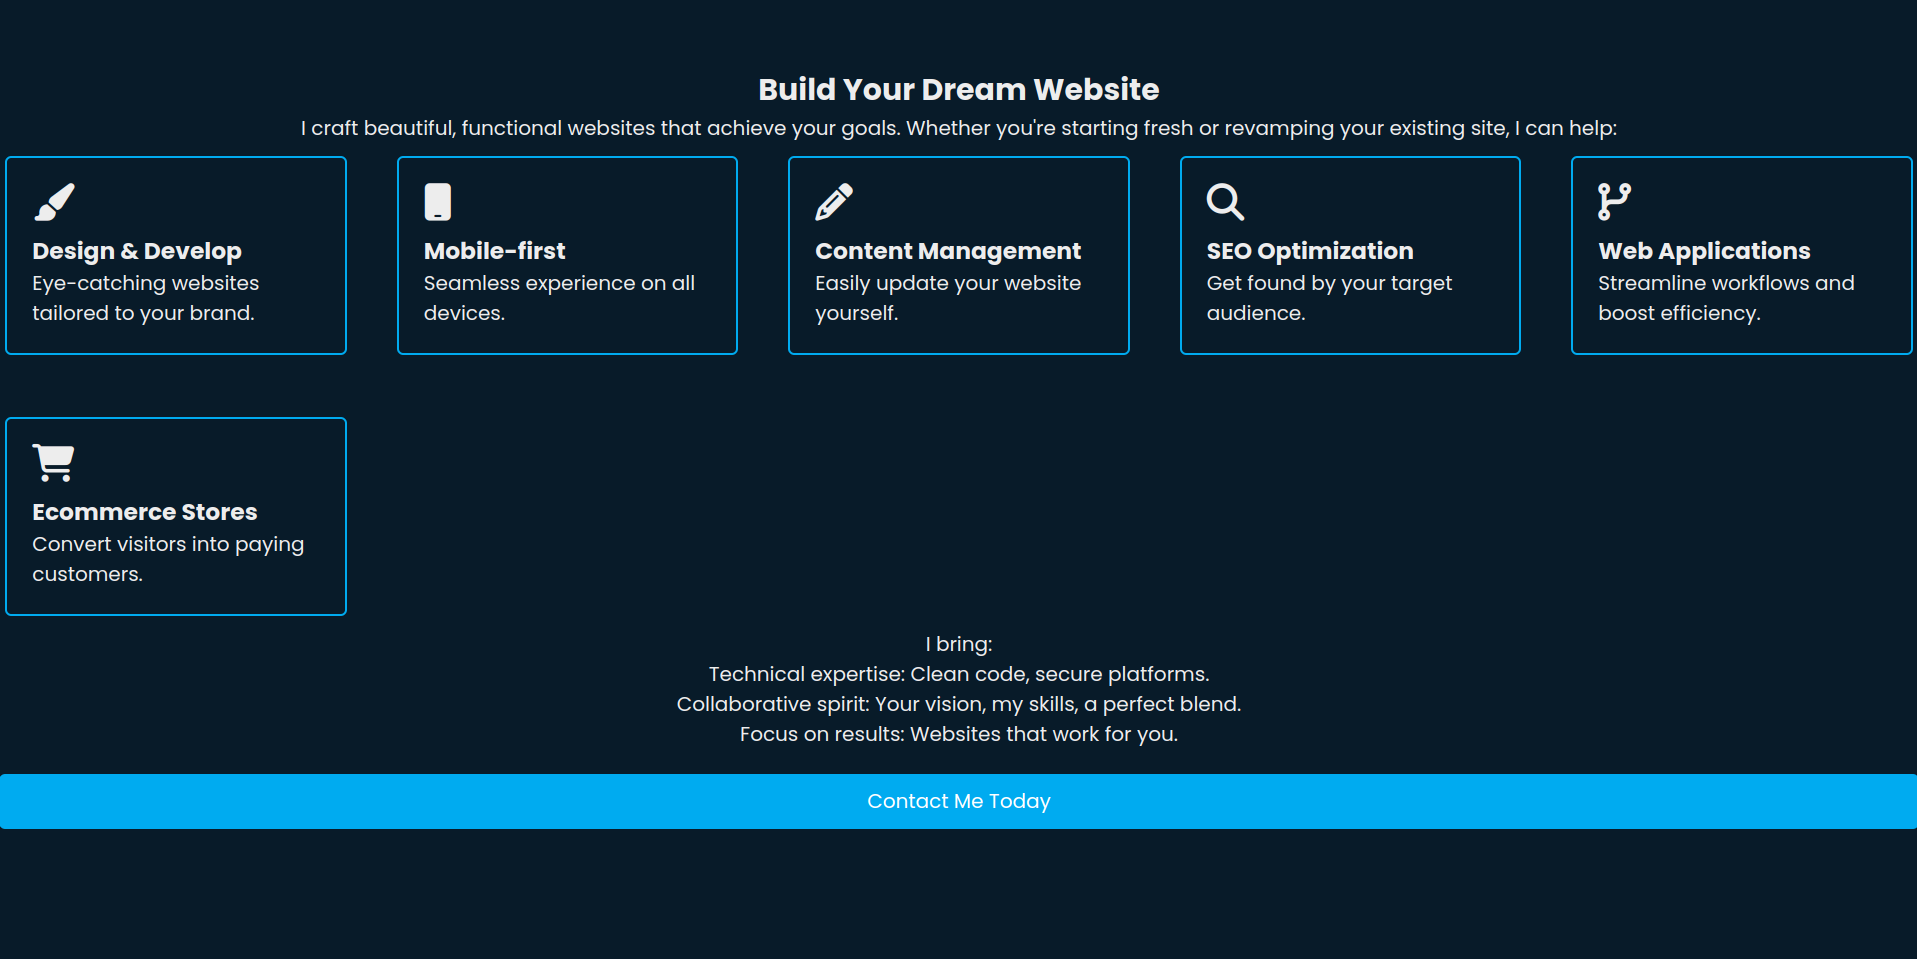 Build Your Dream Website
I craft beautiful, functional websites that achieve your goals. Whether you're starting fresh or revamping your existing site, I can help:
Design & Develop
Eye-catching websites
tailored to your brand.
Mobile-first
Seamless experience on all
devices.
Content Management
Easily update your website
yourself.
SEO Optimization
Get found by your target
audience.
Web Applications
Streamline workflows and
boost efficiency.
Ecommerce Stores
Convert visitors into paying
customers.
I bring:
Technical expertise: Clean code, secure platforms.
Collaborative spirit: Your vision, my skills, a perfect blend.
Focus on results: Websites that work for you.
Contact Me Today